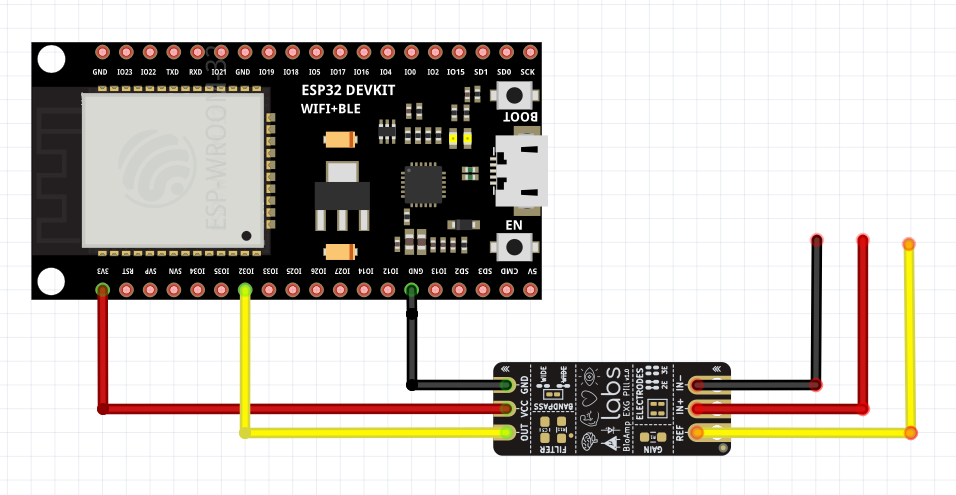 GND IO23 IO22 TXD RXD IO21 GND IO19 IO18 IO5 IO17 IO16 IO4 IO0 IO2 IO15 SD1 SD0 SCK
ESP32 DEVKIT
WIFI+BLE
BOOT
ESP-WROOM-32
EN
3V3 RST SVP SVN IO34 IO35 IO32 IO33 IO25 IO26 IO27 IO14 IO12 GND IO13 SD2 SD3 CMD 5V
GND
VCC
OUT
WIDE
WIDE
BANDPASS
FILTER
labs
BioAmp EXG Pill v1.0
ELECTRODES
2E 3E
GAIN
IN-
IN+
REF